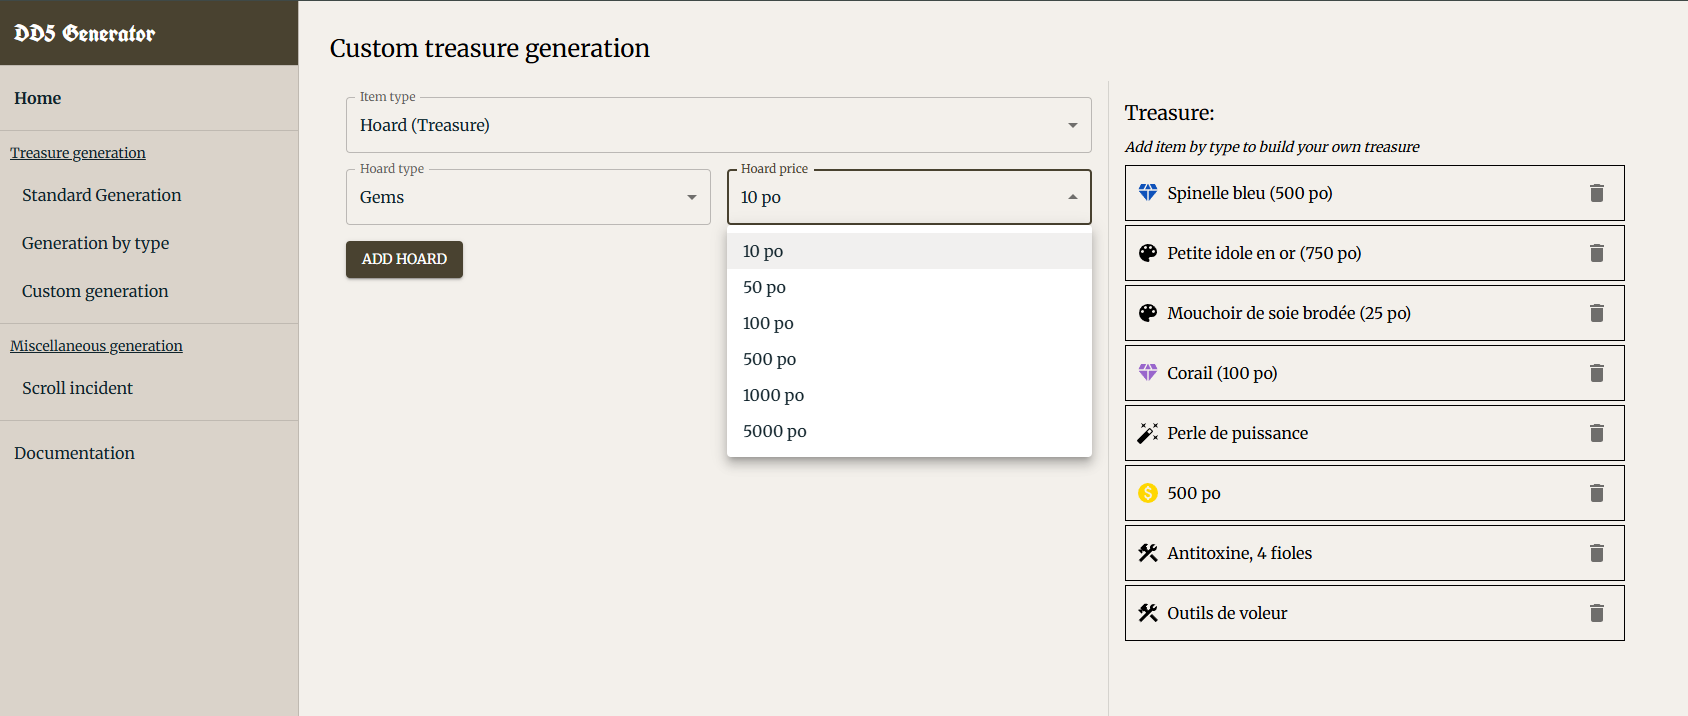 DD5 Generator
Home
Treasure generation
Standard Generation
Generation by type
Custom generation
Miscellaneous generation
Scroll incident
Documentation
Custom treasure generation
Item type
Hoard (Treasure)
Hoard type
Gems
Hoard price
10 po
10 po
50 po
100 po
500 po
1000 po
5000 po
ADD HOARD
Treasure:
Add item by type to build your own treasure
Spinelle bleu (500 po)
Petite idole en or (750 po)
Mouchoir de soie brodée (25 po)
Corail (100 po)
Perle de puissance
500 po
Antitoxine, 4 fioles
Outils de voleur